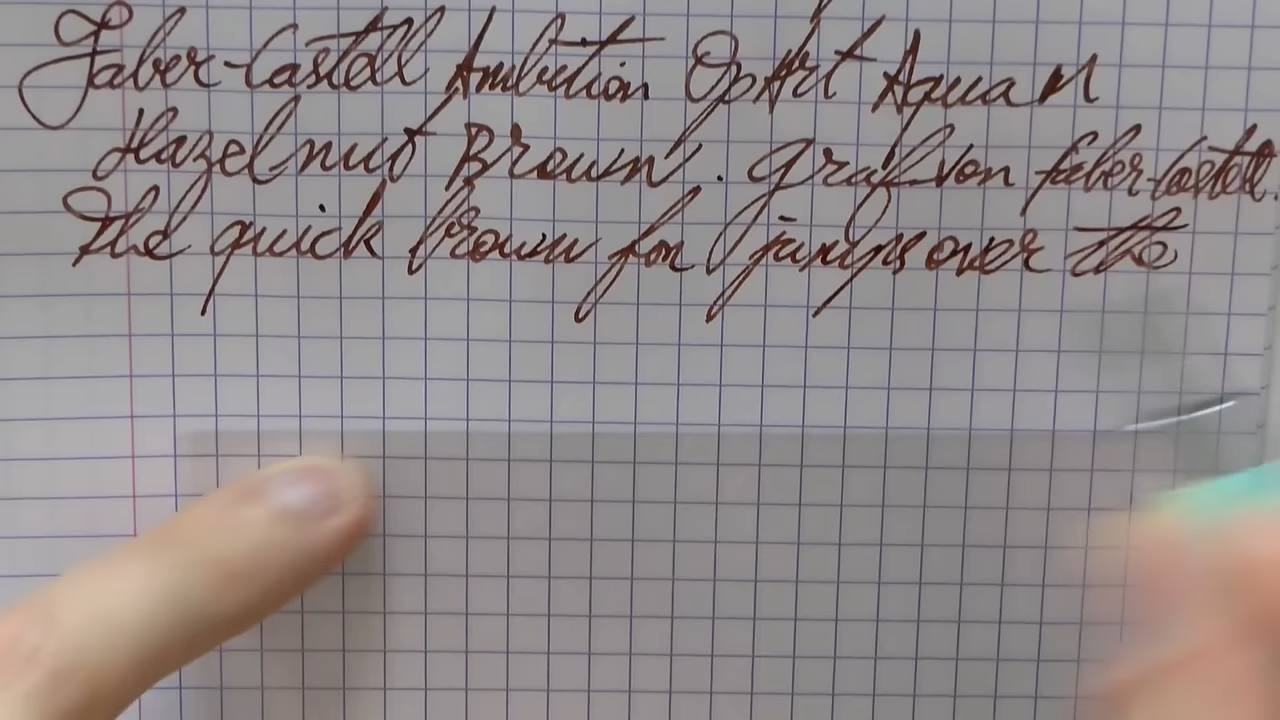 Faber-Castell Ambition OpArt Aqua M
Hazelnut Brown. Graf von Faber-Castell.
The quick brown fox jumps over the